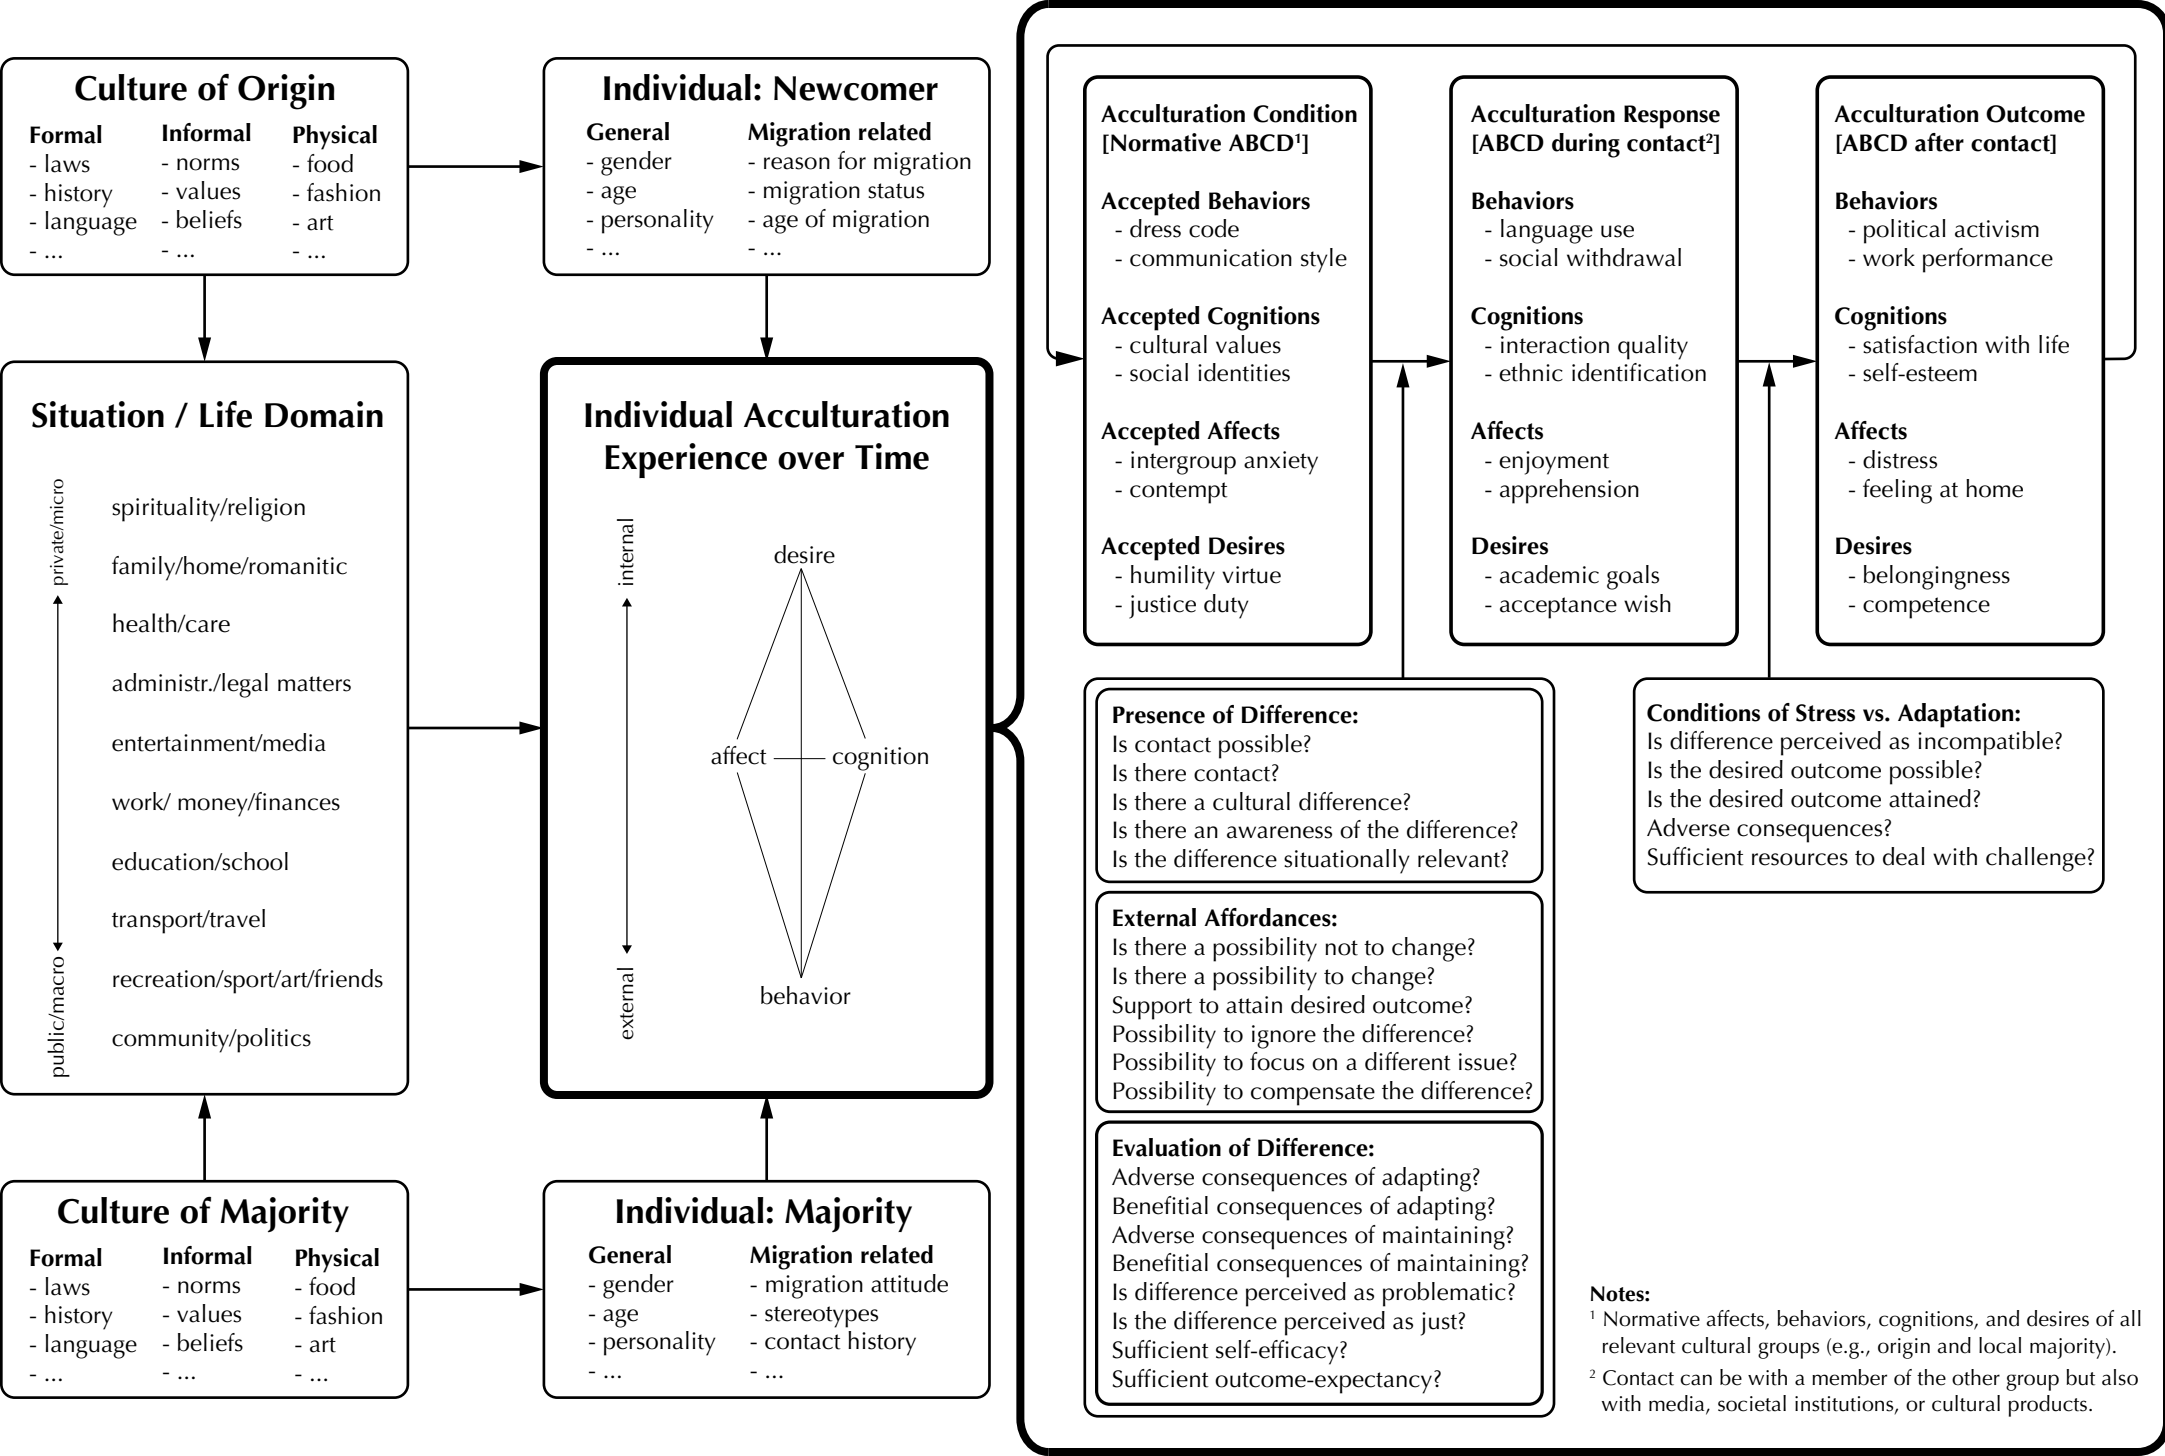 Culture of Origin
Formal
- laws
- history
- language
- ...
Informal
- norms
- values
- beliefs
- ...
Physical
- food
- fashion
- art
- ...
Individual: Newcomer
General
- gender
- age
- personality
- ...
Migration related
- reason for migration
- migration status
- age of migration
- ...
Situation / Life Domain
private/micro
public/macro
spirituality/religion
family/home/romanitic
health/care
administr./legal matters
entertainment/media
work/ money/finances
education/school
transport/travel
recreation/sport/art/friends
community/politics
Individual Acculturation
Experience over Time
internal
external
desire
affect
cognition
behavior
Culture of Majority
Formal
- laws
- history
- language
- ...
Informal
- norms
- values
- beliefs
- ...
Physical
- food
- fashion
- art
- ...
Individual: Majority
General
- gender
- age
- personality
- ...
Migration related
- migration attitude
- stereotypes
- contact history
- ...
Acculturation Condition
[Normative ABCD¹]
Accepted Behaviors
- dress code
- communication style
Accepted Cognitions
- cultural values
- social identities
Accepted Affects
- intergroup anxiety
- contempt
Accepted Desires
- humility virtue
- justice duty
Acculturation Response
[ABCD during contact²]
Behaviors
- language use
- social withdrawal
Cognitions
- interaction quality
- ethnic identification
Affects
- enjoyment
- apprehension
Desires
- academic goals
- acceptance wish
Acculturation Outcome
[ABCD after contact]
Behaviors
- political activism
- work performance
Cognitions
- satisfaction with life
- self-esteem
Affects
- distress
- feeling at home
Desires
- belongingness
- competence
Presence of Difference:
Is contact possible?
Is there contact?
Is there a cultural difference?
Is there an awareness of the difference?
Is the difference situationally relevant?
External Affordances:
Is there a possibility not to change?
Is there a possibility to change?
Support to attain desired outcome?
Possibility to ignore the difference?
Possibility to focus on a different issue?
Possibility to compensate the difference?
Evaluation of Difference:
Adverse consequences of adapting?
Benefitial consequences of adapting?
Adverse consequences of maintaining?
Benefitial consequences of maintaining?
Is difference perceived as problematic?
Is the difference perceived as just?
Sufficient self-efficacy?
Sufficient outcome-expectancy?
Conditions of Stress vs. Adaptation:
Is difference perceived as incompatible?
Is the desired outcome possible?
Is the desired outcome attained?
Adverse consequences?
Sufficient resources to deal with challenge?
Notes:
¹ Normative affects, behaviors, cognitions, and desires of all
relevant cultural groups (e.g., origin and local majority).
² Contact can be with a member of the other group but also
with media, societal institutions, or cultural products.